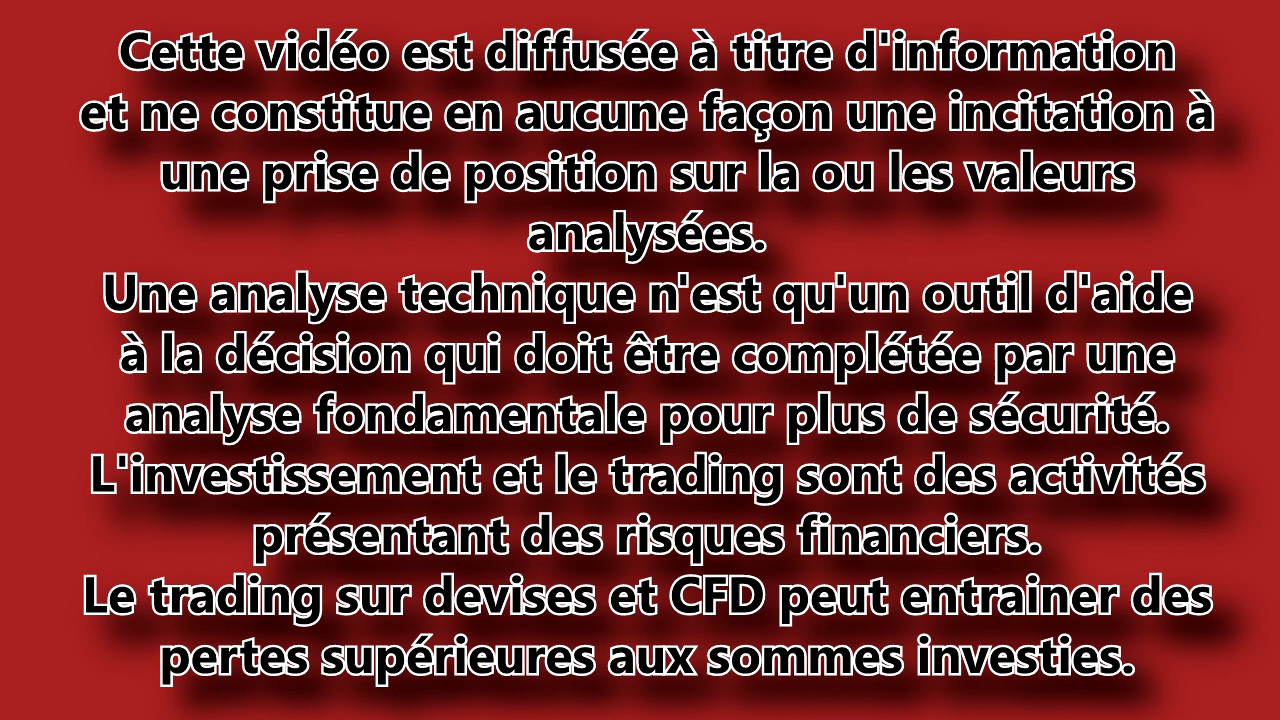 Cette vidéo est diffusée à titre d'information
et ne constitue en aucune façon une incitation à
une prise de position sur la ou les valeurs
analysées.
Une analyse technique n'est qu'un outil d'aide
à la décision qui doit être complétée par une
analyse fondamentale pour plus de sécurité.
L'investissement et le trading sont des activités
présentant des risques financiers.
Le trading sur devises et CFD peut entrainer des
pertes supérieures aux sommes investies.